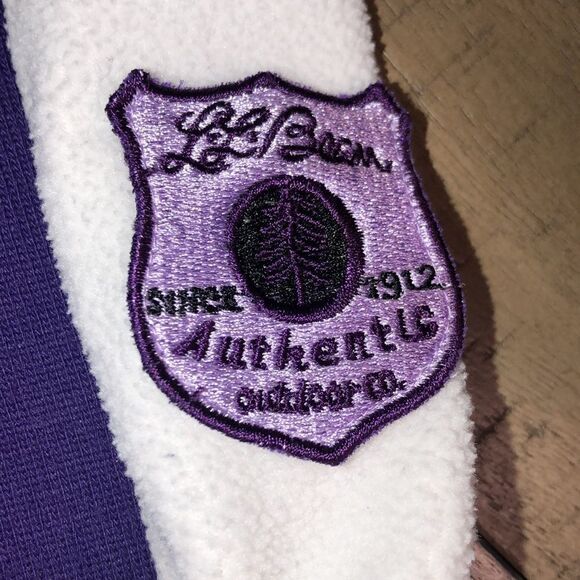 L.L. Bean.
SINCE 1912
Authentic
outdoor co.